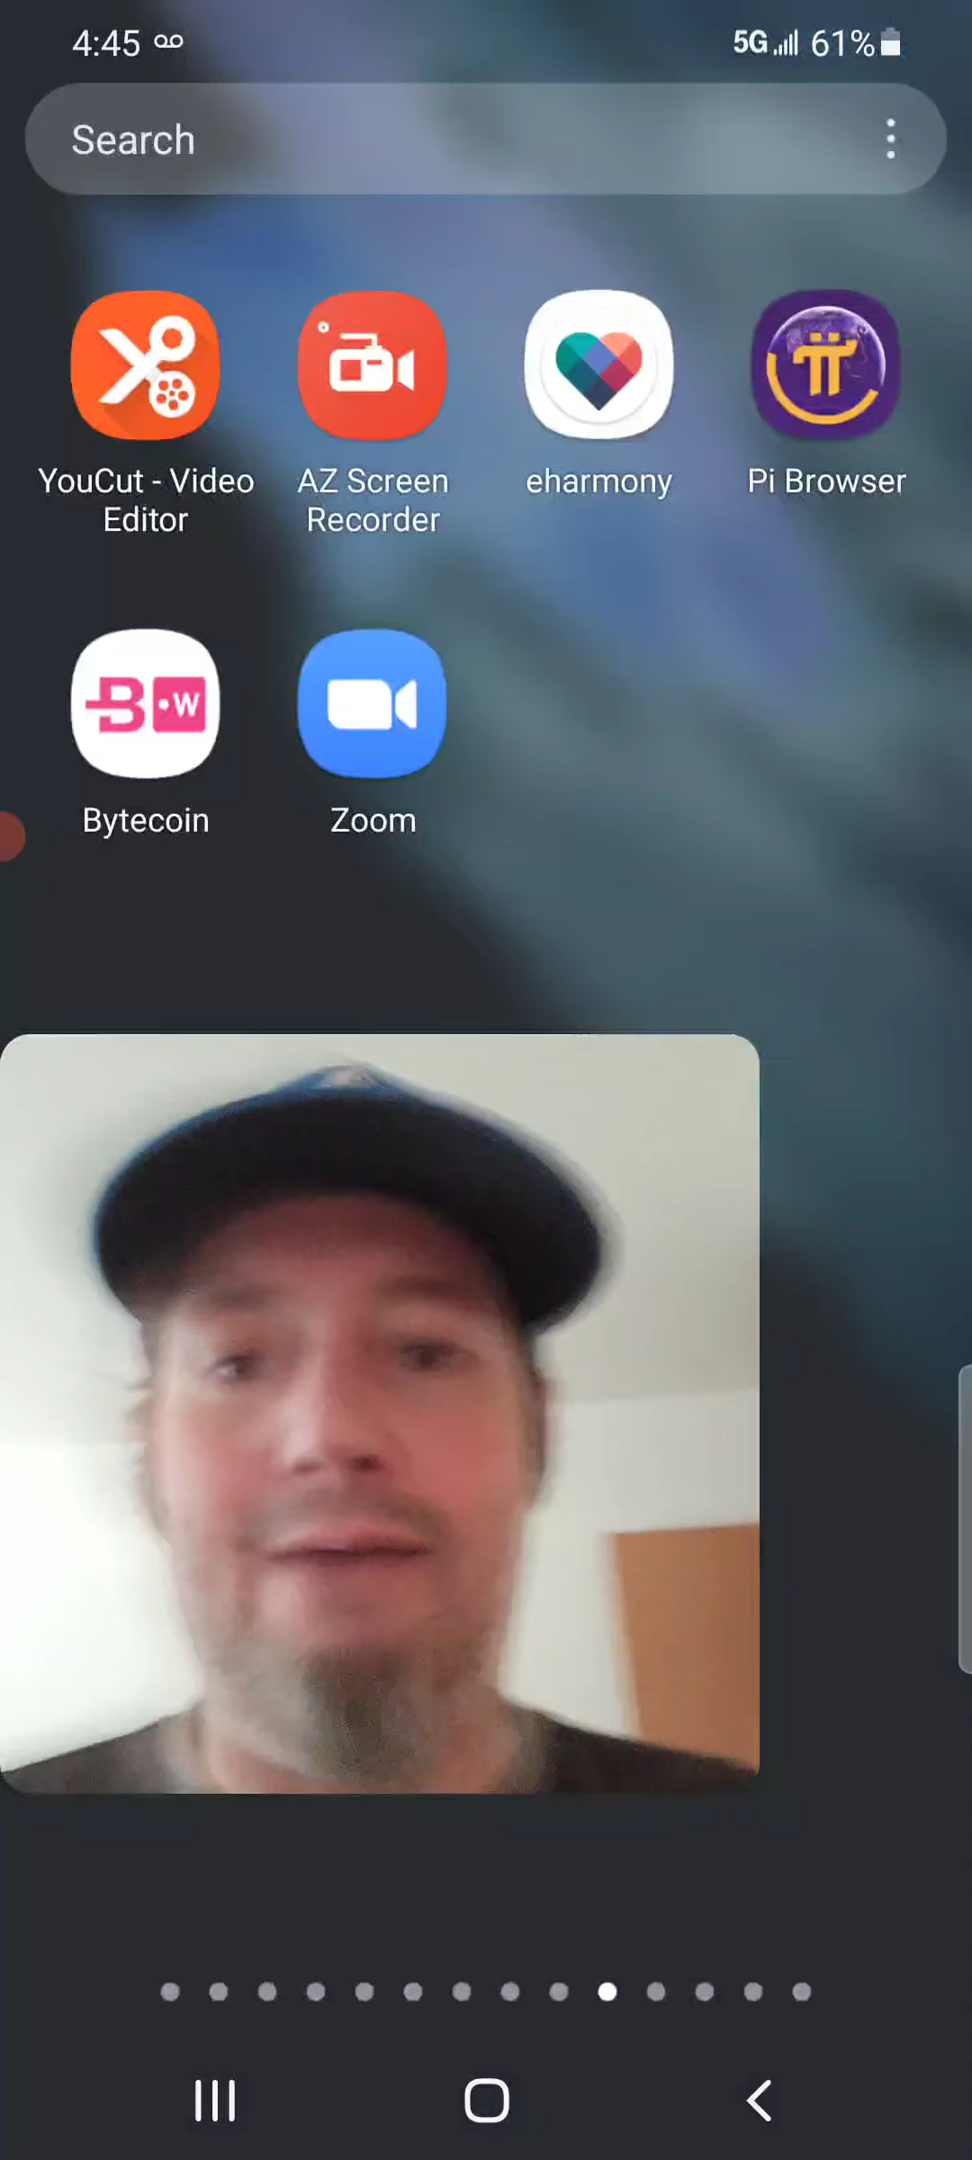 4:45
5G 61%
Search
YouCut - Video
Editor
AZ Screen
Recorder
eharmony
Pi Browser
B•W
Bytecoin
Zoom